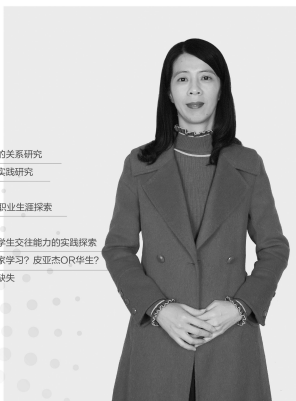 的关系研究
实践研究
职业生涯探索
学生交往能力的实践探索
家学习？皮亚杰OR华生？
缺失